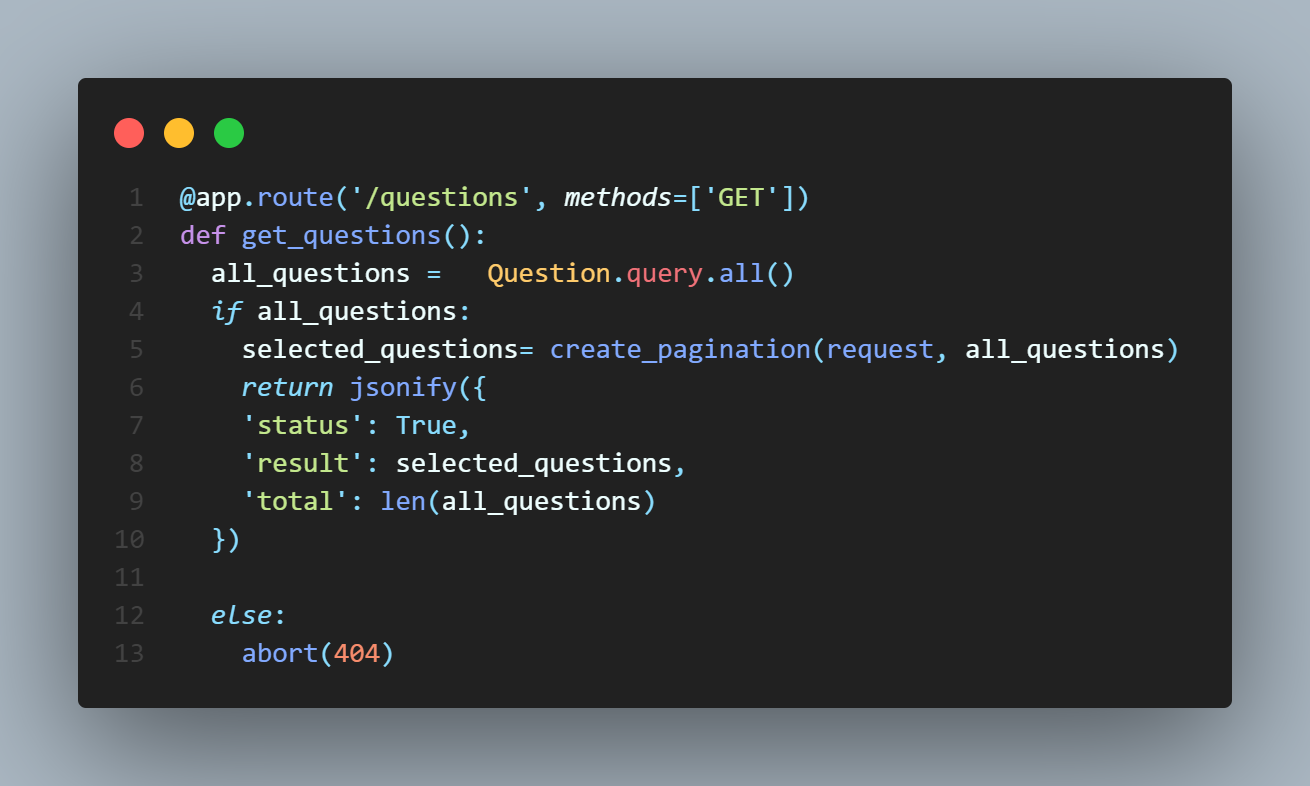 1 @app.route('/questions', methods=['GET'])
2 def get_questions():
3   all_questions =   Question.query.all()
4   if all_questions:
5     selected_questions= create_pagination(request, all_questions)
6     return jsonify({
7     'status': True,
8     'result': selected_questions,
9     'total': len(all_questions)
10   })
11
12   else:
13     abort(404)